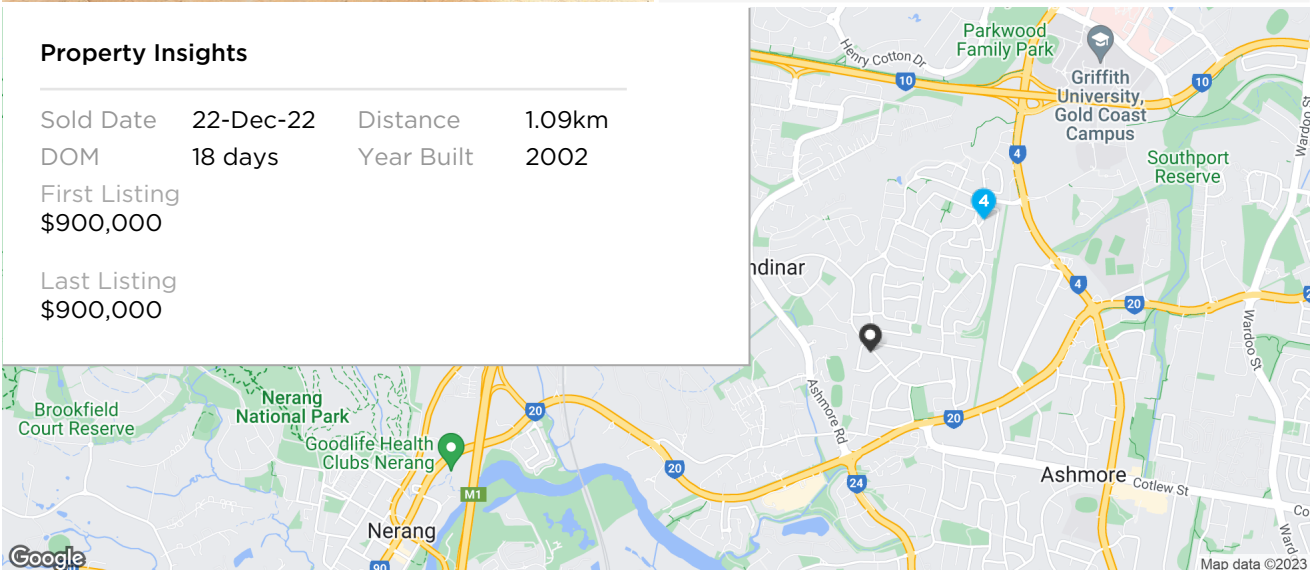 Property Insights
Sold Date 22-Dec-22 Distance 1.09km
DOM 18 days Year Built 2002
First Listing
$900,000
Last Listing
$900,000
Parkwood
Family Park
Henry Cotton Dr
10
10
Griffith
University,
Gold Coast
Campus
Wardoo St
4
Southport
Reserve
4
ndinar
4
20
Wardoo St
Nerang
National Park
Brookfield
Court Reserve
20
Ashmore Rd
20
Goodlife Health
Clubs Nerang
20
Ashmore
24
Cotlew St
M1
Nerang
Google
90
Map data ©2023